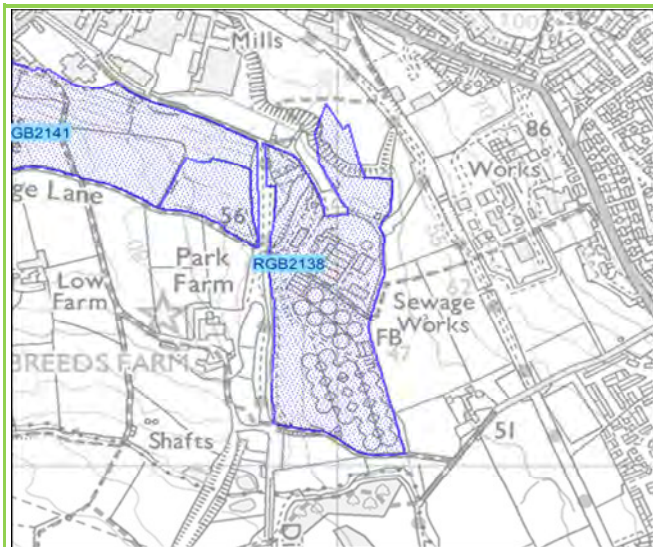 Mills
GB2141
86
Works
ge Lane
56
Park
Farm
RGB2138
Low
Farm
62
Sewage
Works
FB
47
BREEDS FARM
Shafts
51